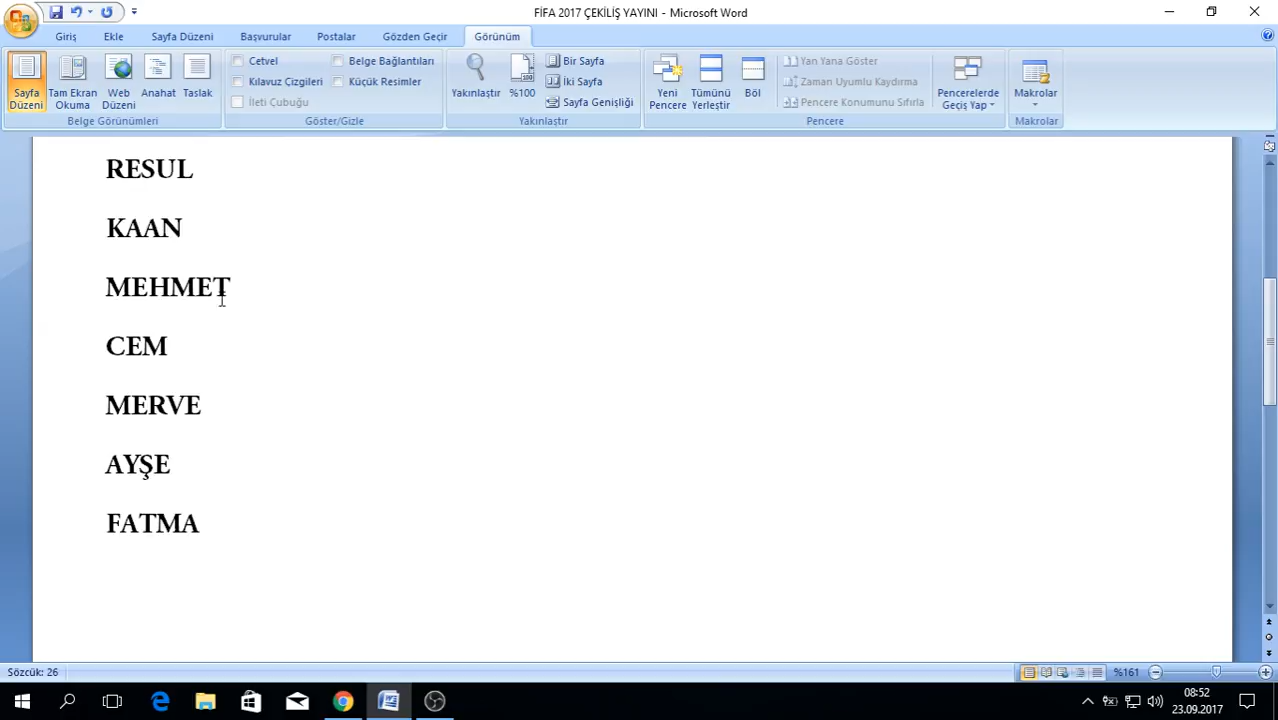 FİFA 2017 ÇEKİLİŞ YAYINI - Microsoft Word
Giriş Ekle Sayfa Düzeni Başvurular Postalar Gözden Geçir Görünüm
Sayfa Düzeni
Tam Ekran Okuma
Web Düzeni
Anahat
Taslak
Belge Görünümleri
Cetvel
Kılavuz Çizgileri
İleti Çubuğu
Belge Bağlantıları
Küçük Resimler
Göster/Gizle
Yakınlaştır
%100
Bir Sayfa
İki Sayfa
Sayfa Genişliği
Yakınlaştır
Yeni Pencere
Tümünü Yerleştir
Böl
Yan Yana Göster
Zaman Uyumlu Kaydırma
Pencere Konumunu Sıfırla
Pencerelerde Geçiş Yap
Pencere
Makrolar
Makrolar
RESUL
KAAN
MEHMET
CEM
MERVE
AYŞE
FATMA
Sözcük: 26
%161
08:52
23.09.2017